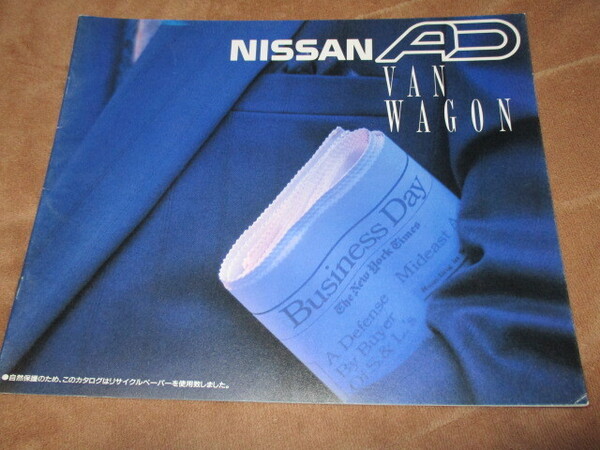 NISSAN AD
VAN
WAGON
Business Day
The New York Times
A Defense
By Buyer
Of S.& L.'s
Mideast
●自然保護のため、このカタログはリサイクルペーパーを使用致しました。